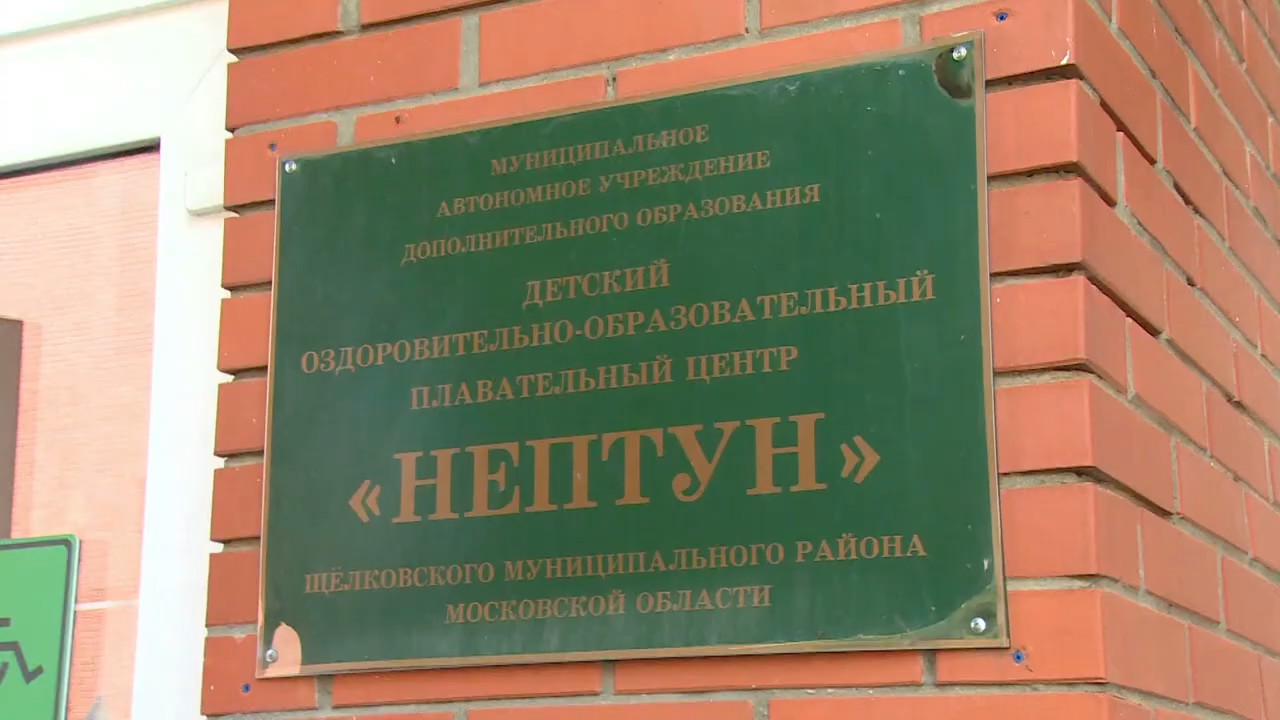 МУНИЦИПАЛЬНОЕ
АВТОНОМНОЕ УЧРЕЖДЕНИЕ
ДОПОЛНИТЕЛЬНОГО ОБРАЗОВАНИЯ
ДЕТСКИЙ
ОЗДОРОВИТЕЛЬНО-ОБРАЗОВАТЕЛЬНЫЙ
ПЛАВАТЕЛЬНЫЙ ЦЕНТР
«НЕПТУН»
ЩЁЛКОВСКОГО МУНИЦИПАЛЬНОГО РАЙОНА
МОСКОВСКОЙ ОБЛАСТИ